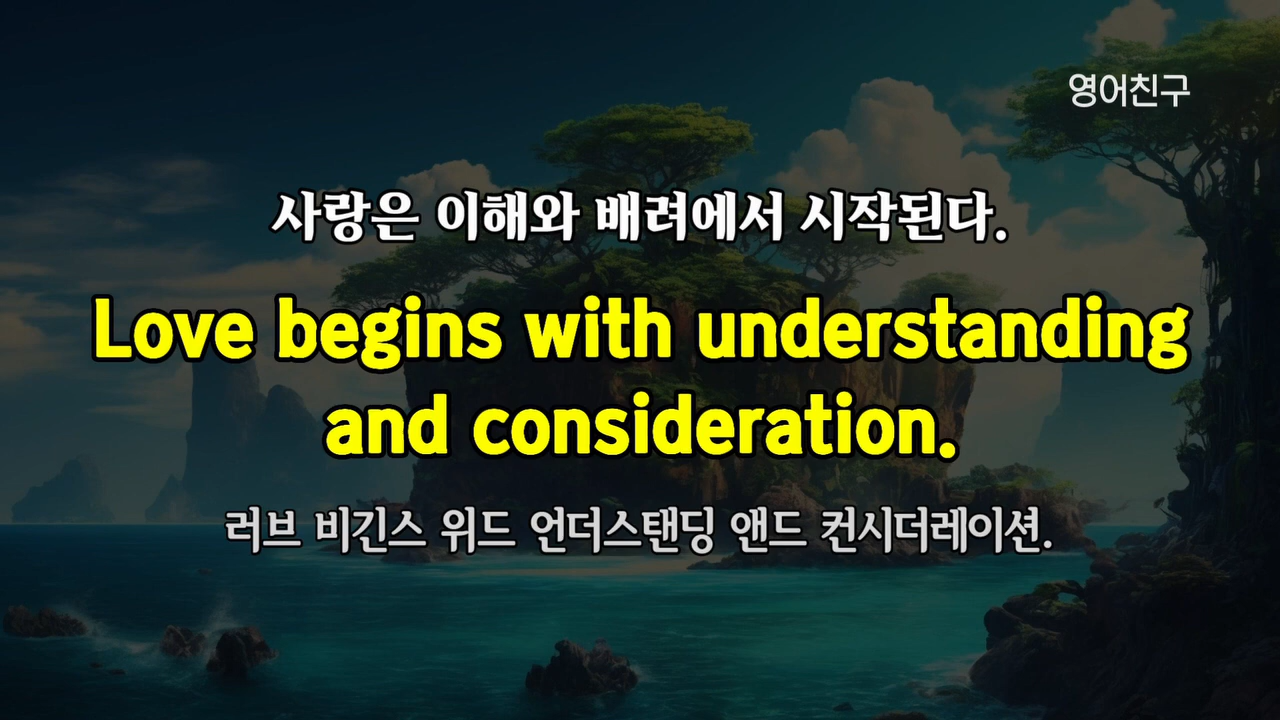 영어친구
사랑은 이해와 배려에서 시작된다.
Love begins with understanding
and consideration.
러브 비긴스 위드 언더스탠딩 앤드 컨시더레이션.